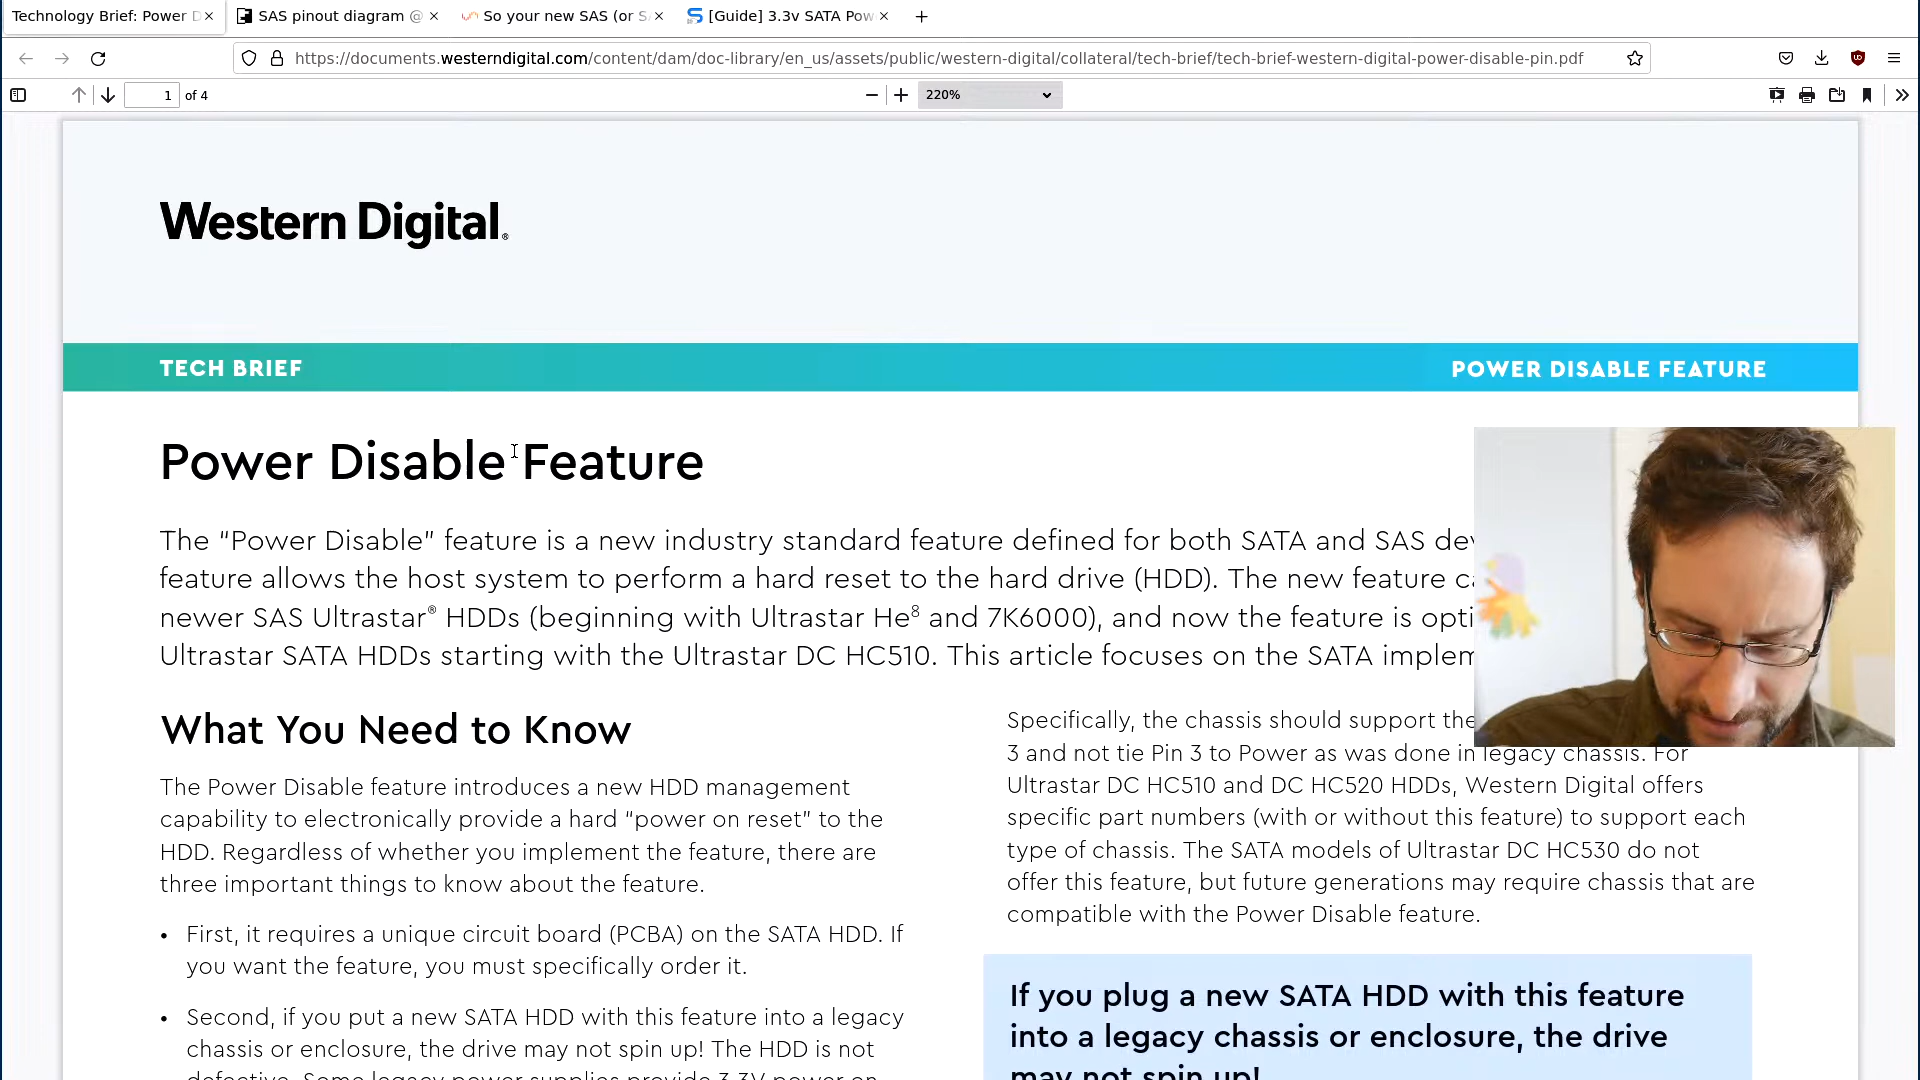 Technology Brief: Power D
SAS pinout diagram @
So your new SAS (or S
[Guide] 3.3v SATA Pow
https://documents.westerndigital.com/content/dam/doc-library/en_us/assets/public/western-digital/collateral/tech-brief/tech-brief-western-digital-power-disable-pin.pdf
1 of 4
220%
Western Digital®
TECH BRIEF
POWER DISABLE FEATURE
Power Disable Feature
The “Power Disable” feature is a new industry standard feature defined for both SATA and SAS dev
feature allows the host system to perform a hard reset to the hard drive (HDD). The new feature ca
newer SAS Ultrastar® HDDs (beginning with Ultrastar He8 and 7K6000), and now the feature is opti
Ultrastar SATA HDDs starting with the Ultrastar DC HC510. This article focuses on the SATA implem
What You Need to Know
The Power Disable feature introduces a new HDD management
capability to electronically provide a hard “power on reset” to the
HDD. Regardless of whether you implement the feature, there are
three important things to know about the feature.
• First, it requires a unique circuit board (PCBA) on the SATA HDD. If
you want the feature, you must specifically order it.
• Second, if you put a new SATA HDD with this feature into a legacy
chassis or enclosure, the drive may not spin up! The HDD is not
defective. Some legacy power supplies provide 3.3V power on
Specifically, the chassis should support the
3 and not tie Pin 3 to Power as was done in legacy chassis. For
Ultrastar DC HC510 and DC HC520 HDDs, Western Digital offers
specific part numbers (with or without this feature) to support each
type of chassis. The SATA models of Ultrastar DC HC530 do not
offer this feature, but future generations may require chassis that are
compatible with the Power Disable feature.
If you plug a new SATA HDD with this feature
into a legacy chassis or enclosure, the drive
may not spin up!